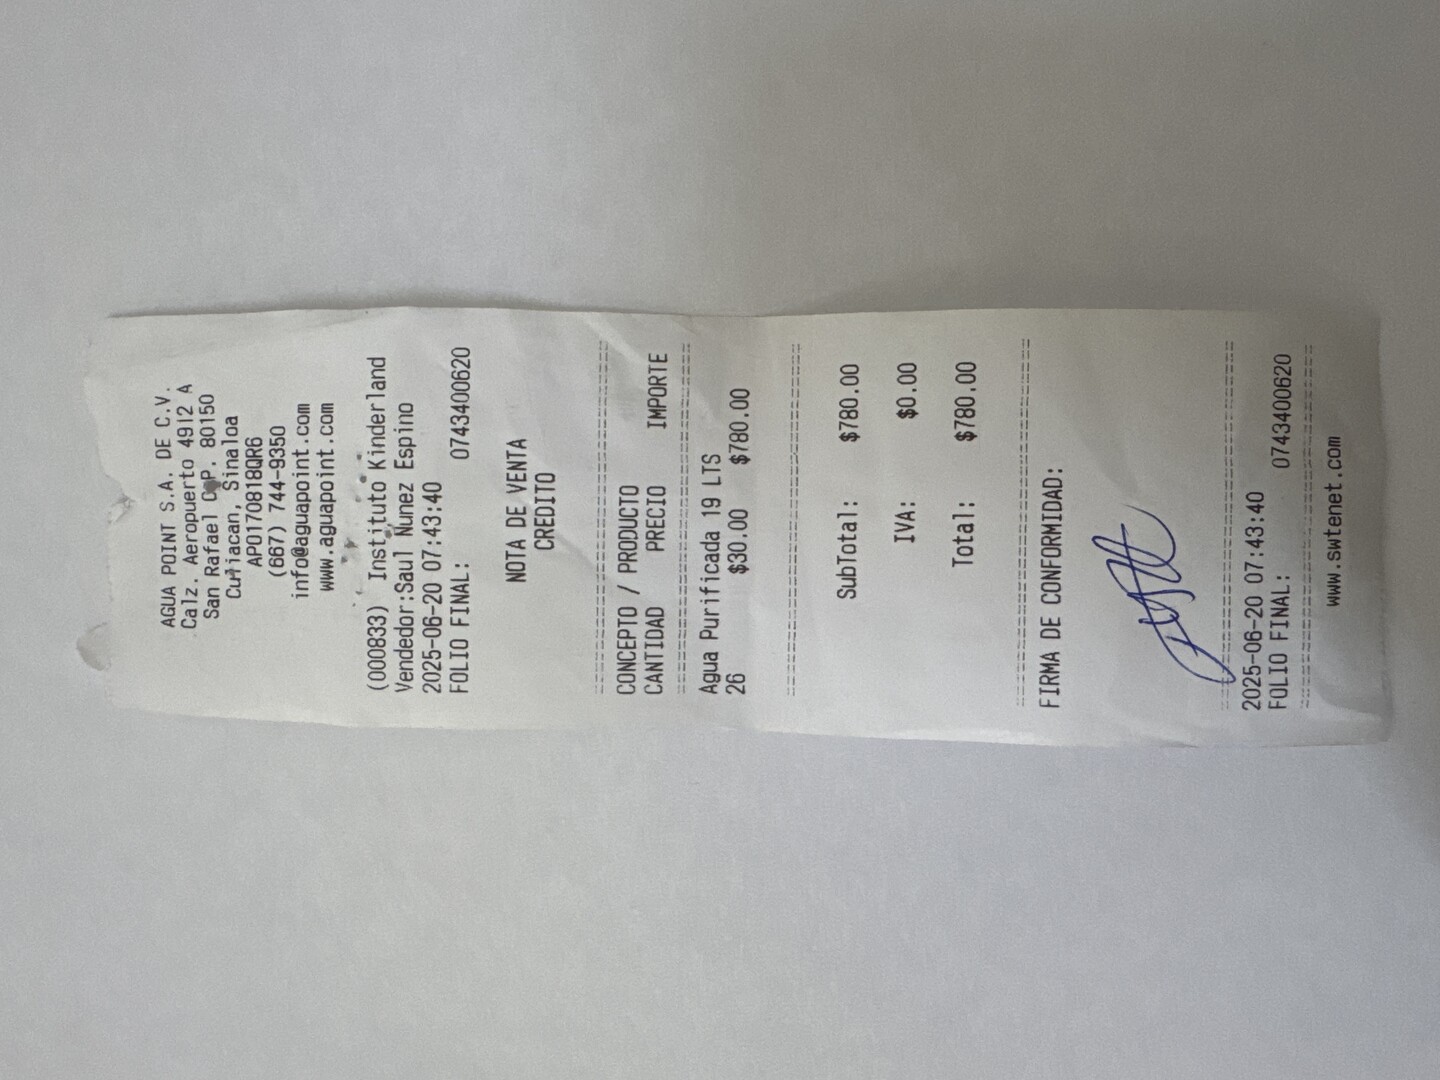 AGUA POINT S.A. DE C.V.
Calz. Aeropuerto 4912 A
San Rafael C.P. 80150
Culiacan, Sinaloa
APO170818QR6
(667) 744-9350
info@aguapoint.com
www.aguapoint.com
(000833) Instituto Kinderland
Vendedor:Saul Nunez Espino
2025-06-20 07:43:40
FOLIO FINAL: 0743400620
NOTA DE VENTA
CREDITO
CONCEPTO / PRODUCTO
CANTIDAD PRECIO IMPORTE
Agua Purificada 19 LTS
26 $30.00 $780.00
SubTotal: $780.00
IVA: $0.00
Total: $780.00
FIRMA DE CONFORMIDAD:
2025-06-20 07:43:40
FOLIO FINAL: 0743400620
www.swtenet.com